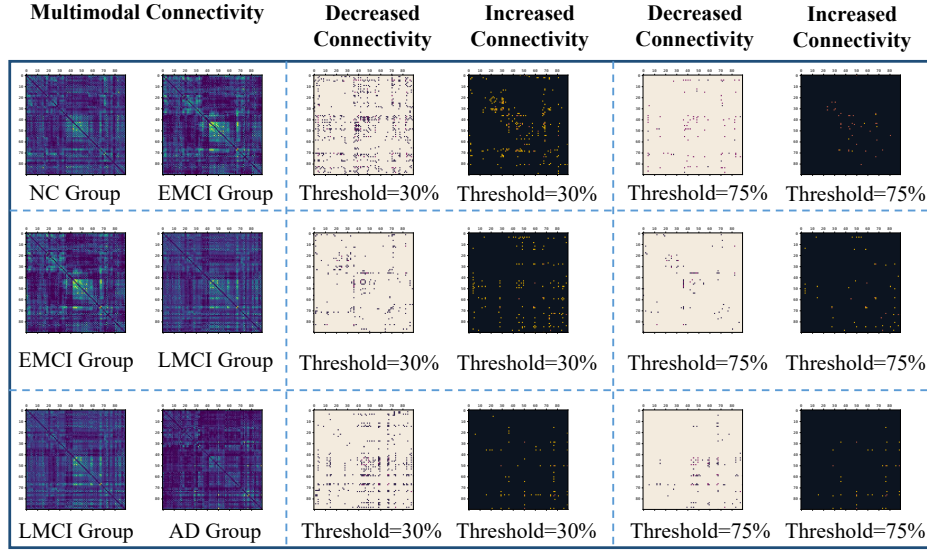 Multimodal Connectivity
Decreased Connectivity
Increased Connectivity
Decreased Connectivity
Increased Connectivity
NC Group
EMCI Group
Threshold=30%
Threshold=30%
Threshold=75%
Threshold=75%
EMCI Group
LMCI Group
Threshold=30%
Threshold=30%
Threshold=75%
Threshold=75%
LMCI Group
AD Group
Threshold=30%
Threshold=30%
Threshold=75%
Threshold=75%